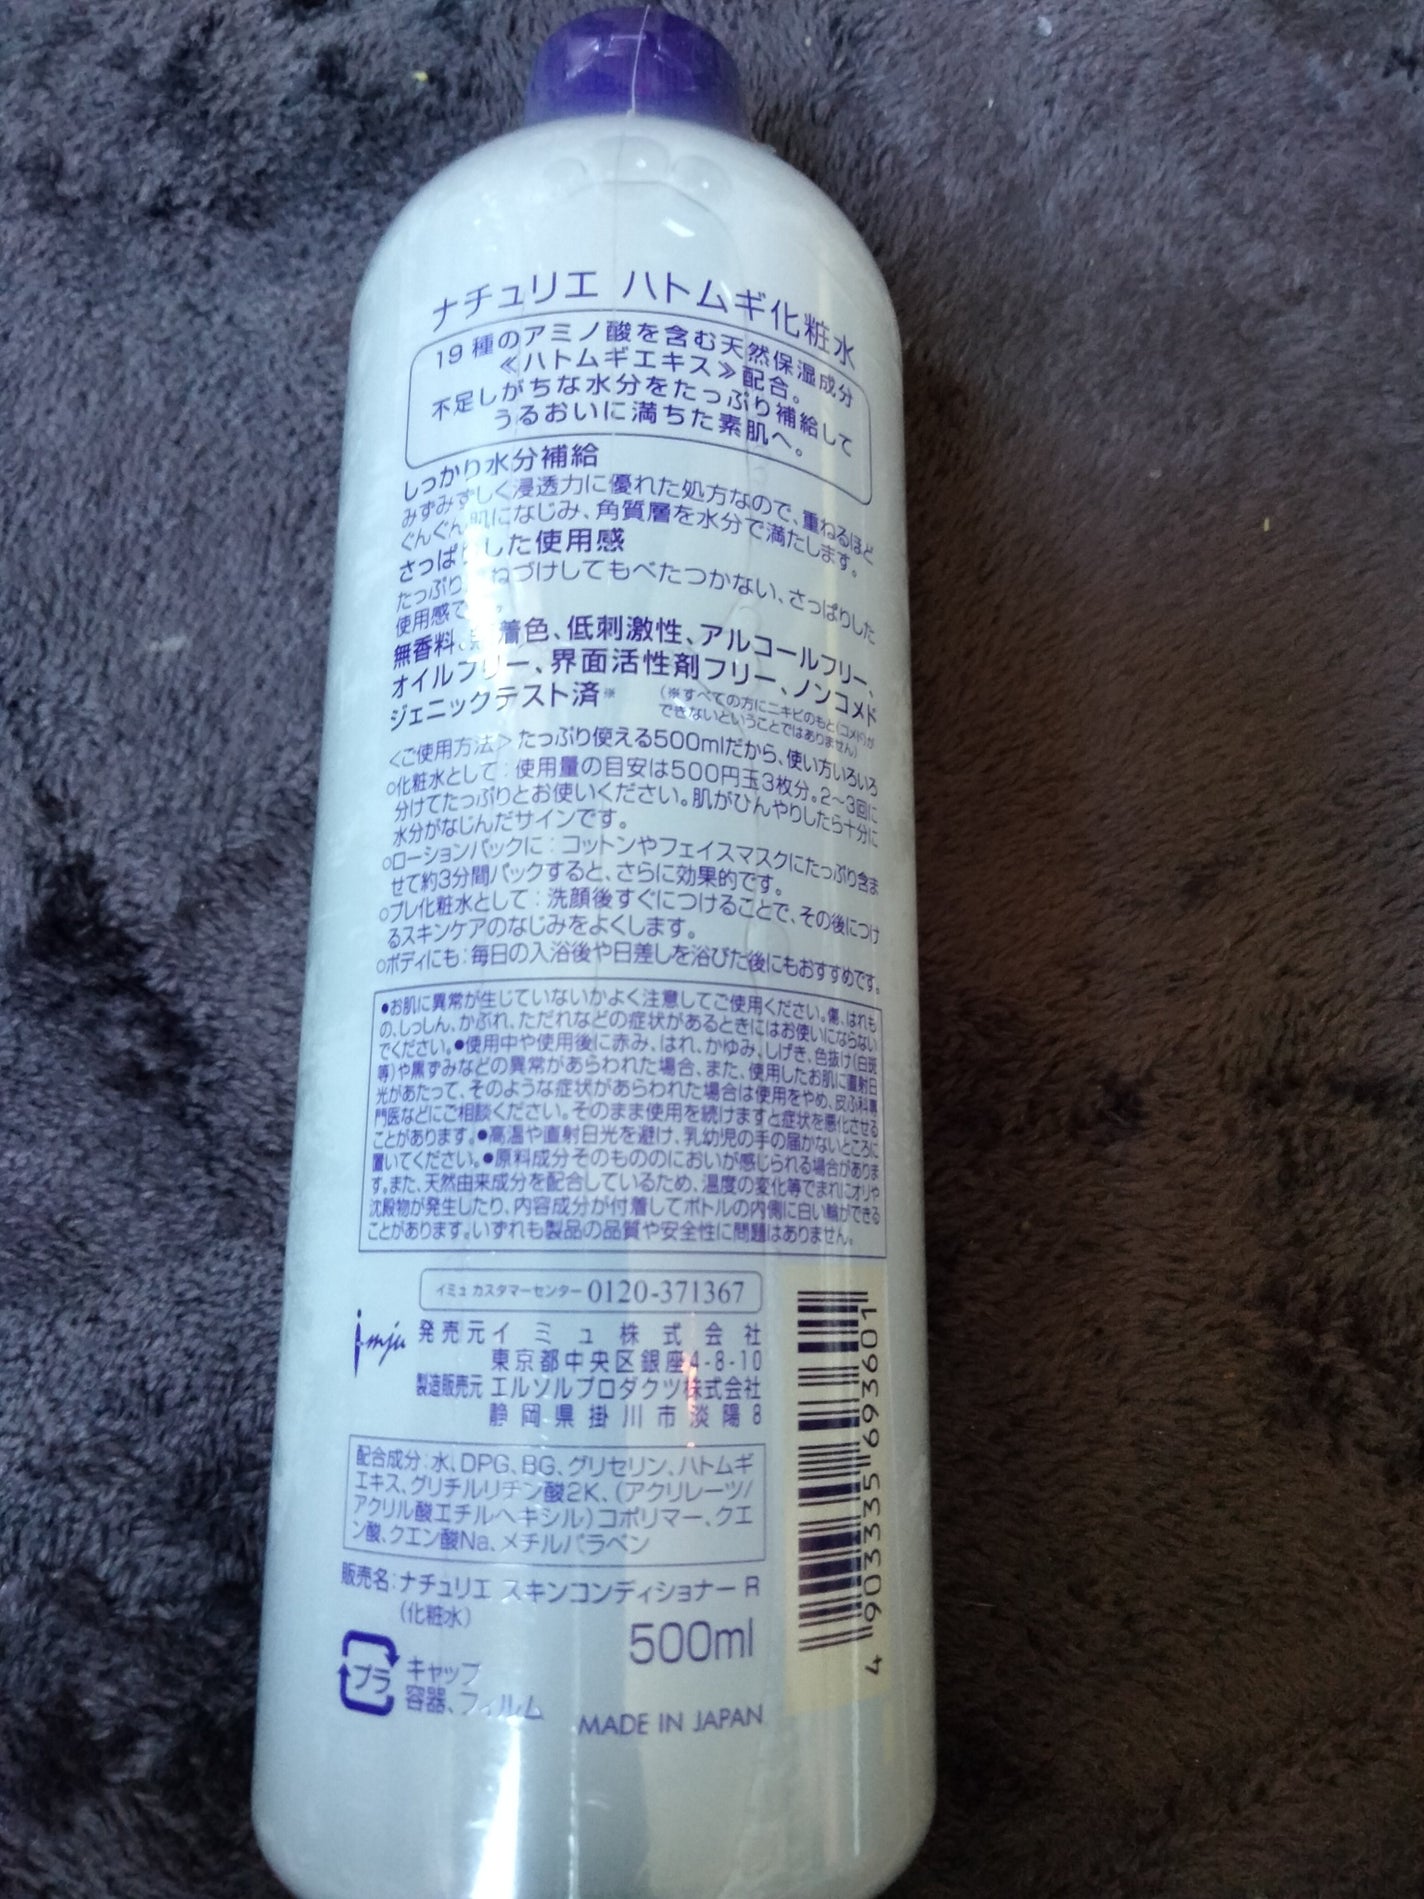 ナチュリエ ハトムギ化粧水
19種のアミノ酸を含む天然保湿成分
≪ハトムギエキス≫配合。
不足しがちな水分をたっぷり補給して
うるおいに満ちた素肌へ。
しっかり水分補給
みずみずしく浸透力に優れた処方なので、重ねるほど
ぐんぐん肌になじみ、角質層を水分で満たします。
さっぱりした使用感
たっぷり重ねづけしてもべたつかない、さっぱりした
使用感です。
無香料、無着色、低刺激性、アルコールフリー、
オイルフリー、界面活性剤フリー、ノンコメド
ジェニックテスト済※
(※すべての方にニキビのもと(コメド)が
できないということではありません)
<ご使用方法>たっぷり使える500mlだから、使い方いろいろ
○化粧水として：使用量の目安は500円玉3枚分。2〜3回に
分けてたっぷりとお使いください。肌がひんやりしたら十分に
水分がなじんだサインです。
○ローションパックに：コットンやフェイスマスクにたっぷり含ま
せて約3分間パックすると、さらに効果的です。
○プレ化粧水として：洗顔後すぐにつけることで、その後につけ
るスキンケアのなじみをよくします。
○ボディにも：毎日の入浴後や日差しを浴びた後にもおすすめです。
●お肌に異常が生じていないかよく注意してご使用ください。傷、はれも
の、しっしん、かぶれ、ただれなどの症状があるときにはお使いにならない
でください。●使用中や使用後に赤み、はれ、かゆみ、しげき、色抜け(白斑
等)や黒ずみなどの異常があらわれた場合、また、使用したお肌に直射日
光があたって、そのような症状があらわれた場合は使用をやめ、皮ふ科専
門医などにご相談ください。そのまま使用を続けますと症状を悪化させる
ことがあります。●高温や直射日光を避け、乳幼児の手の届かないところに
置いてください。●原料成分そのもののにおいが感じられる場合がありま
す。また、天然由来成分を配合しているため、温度の変化等でまれにオリや
沈殿物が発生したり、内容成分が付着してボトルの内側に白い輪ができる
ことがあります。いずれも製品の品質や安全性に問題はありません。
イミュ カスタマーセンター 0120-371367
imju 発売元 イミュ株式会社
東京都中央区銀座4-8-10
製造販売元 エルソルプロダクツ株式会社
静岡県掛川市淡陽8
配合成分：水、DPG、BG、グリセリン、ハトムギ
エキス、グリチルリチン酸2K、(アクリレーツ/
アクリル酸エチルヘキシル)コポリマー、クエ
ン酸、クエン酸Na、メチルパラベン
販売名：ナチュリエ スキンコンディショナー R
(化粧水)
500ml
プラ キャップ
容器、フィルム
MADE IN JAPAN
4 903335 693601